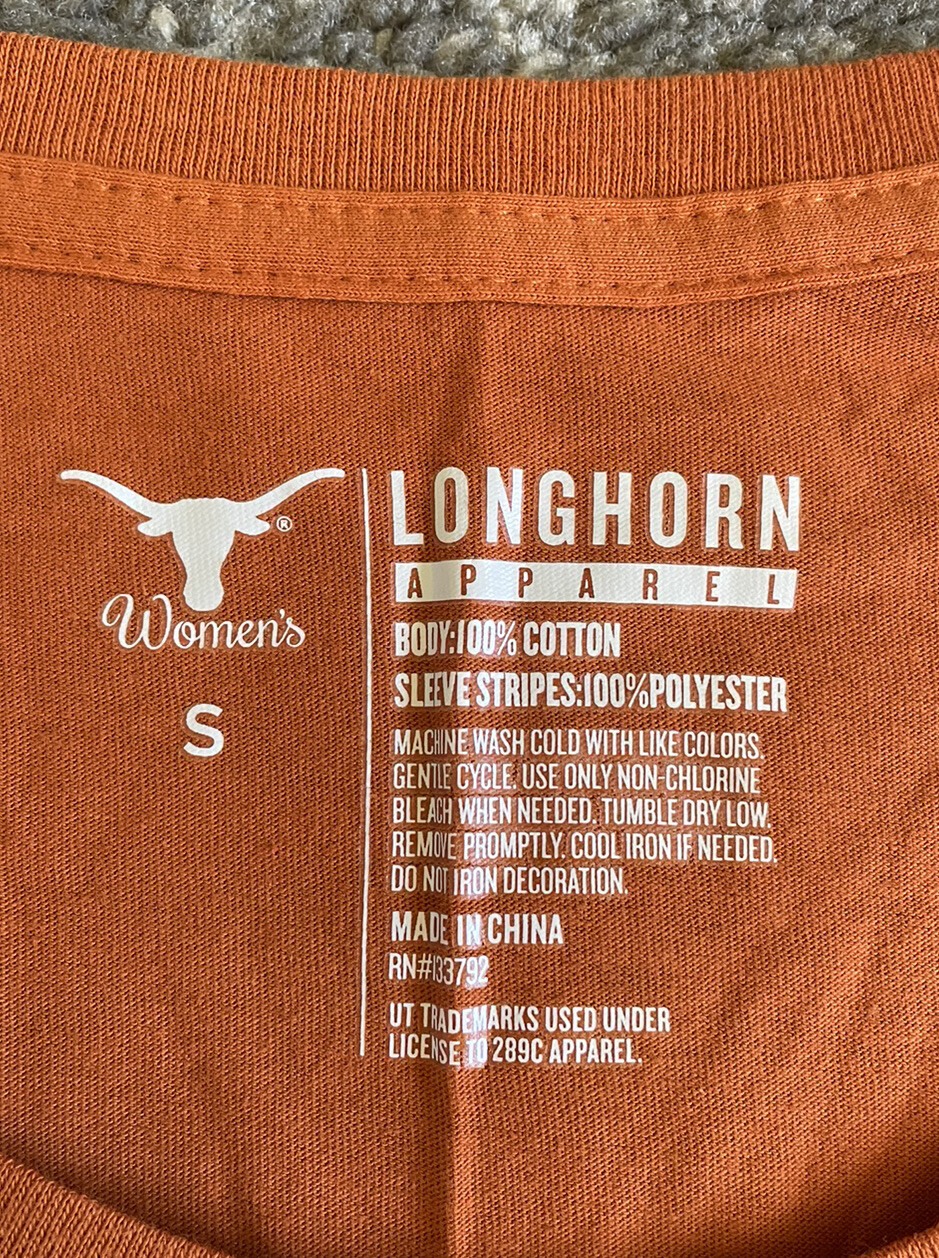 ®
Women's
S
LONGHORN
APPAREL
BODY:100% COTTON
SLEEVE STRIPES:100%POLYESTER
MACHINE WASH COLD WITH LIKE COLORS.
GENTLE CYCLE. USE ONLY NON-CHLORINE
BLEACH WHEN NEEDED. TUMBLE DRY LOW.
REMOVE PROMPTLY. COOL IRON IF NEEDED.
DO NOT IRON DECORATION.
MADE IN CHINA
RN#133792
UT TRADEMARKS USED UNDER
LICENSE TO 289C APPAREL.